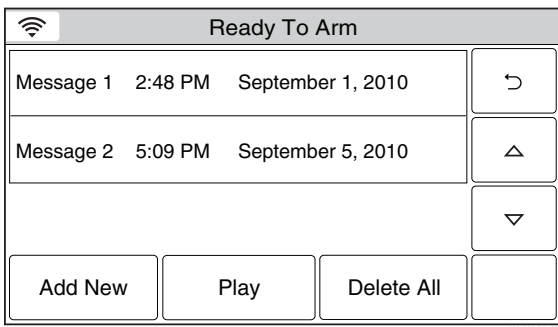 Ready To Arm
Message 1 2:48 PM September 1, 2010
Message 2 5:09 PM September 5, 2010
Add New Play Delete All